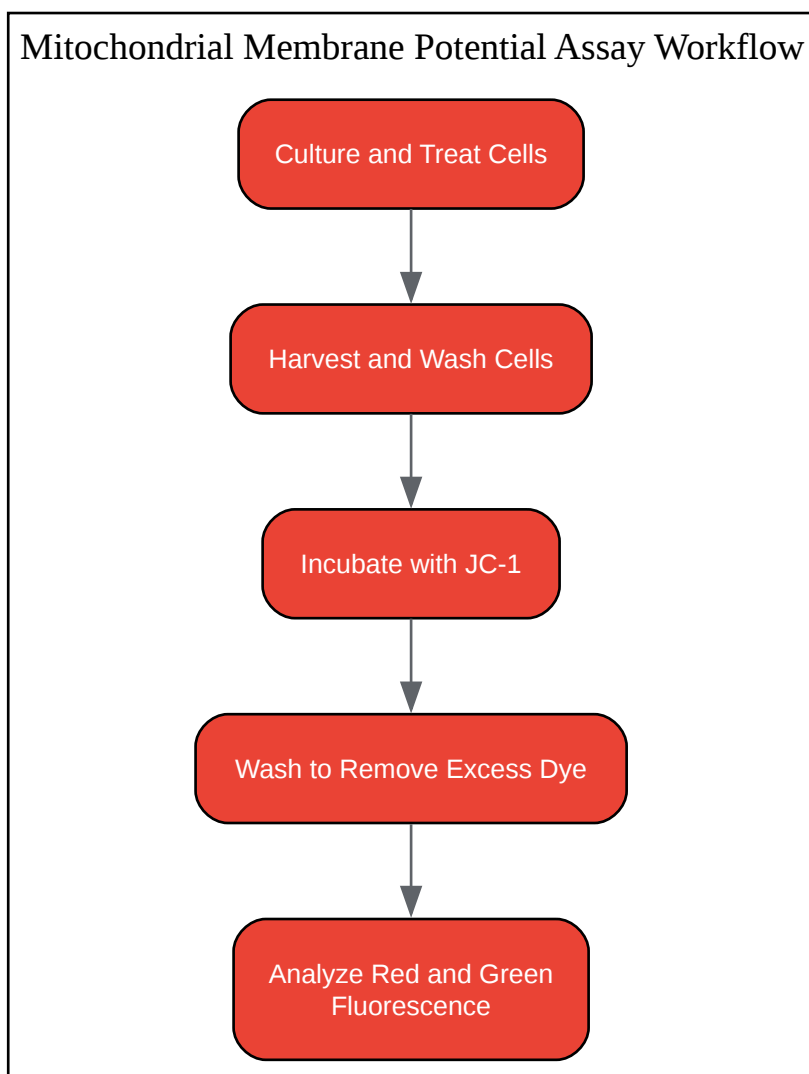 Mitochondrial Membrane Potential Assay Workflow
Culture and Treat Cells
Harvest and Wash Cells
Incubate with JC-1
Wash to Remove Excess Dye
Analyze Red and Green
Fluorescence